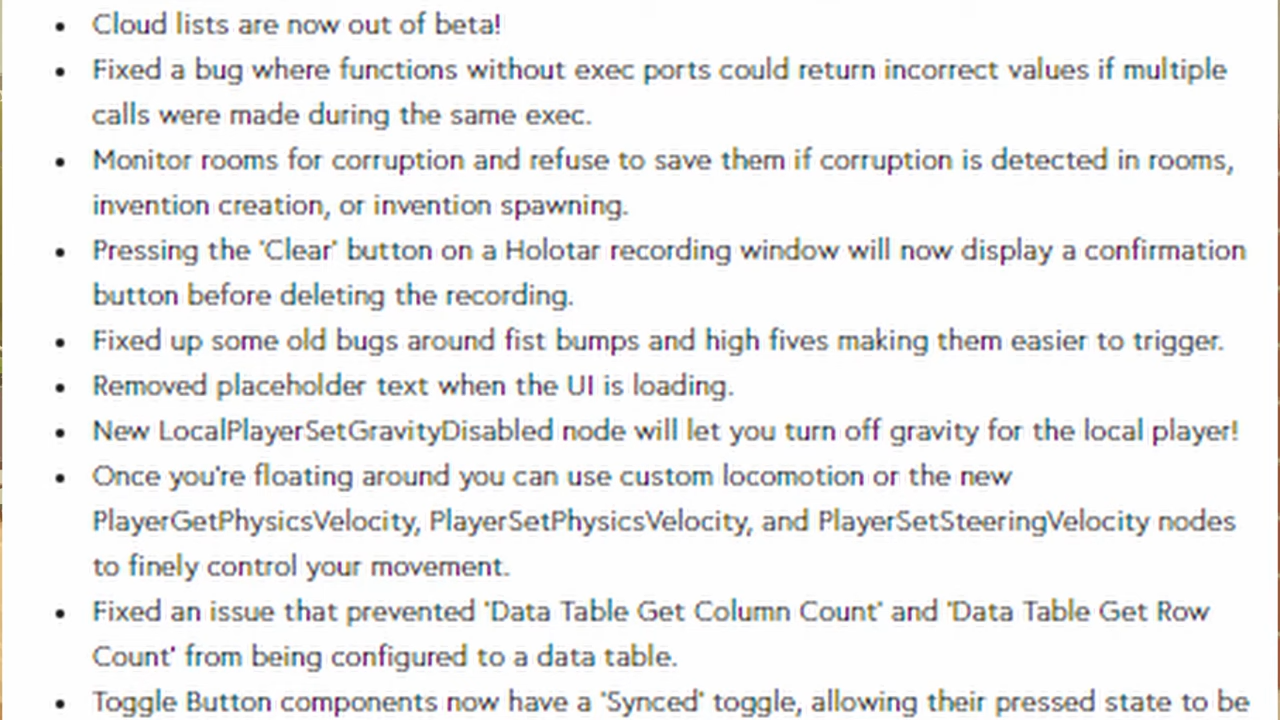 • Cloud lists are now out of beta!
• Fixed a bug where functions without exec ports could return incorrect values if multiple
calls were made during the same exec.
• Monitor rooms for corruption and refuse to save them if corruption is detected in rooms,
invention creation, or invention spawning.
• Pressing the 'Clear' button on a Holotar recording window will now display a confirmation
button before deleting the recording.
• Fixed up some old bugs around fist bumps and high fives making them easier to trigger.
• Removed placeholder text when the UI is loading.
• New LocalPlayerSetGravityDisabled node will let you turn off gravity for the local player!
• Once you're floating around you can use custom locomotion or the new
PlayerGetPhysicsVelocity, PlayerSetPhysicsVelocity, and PlayerSetSteeringVelocity nodes
to finely control your movement.
• Fixed an issue that prevented 'Data Table Get Column Count' and 'Data Table Get Row
Count' from being configured to a data table.
• Toggle Button components now have a 'Synced' toggle, allowing their pressed state to be